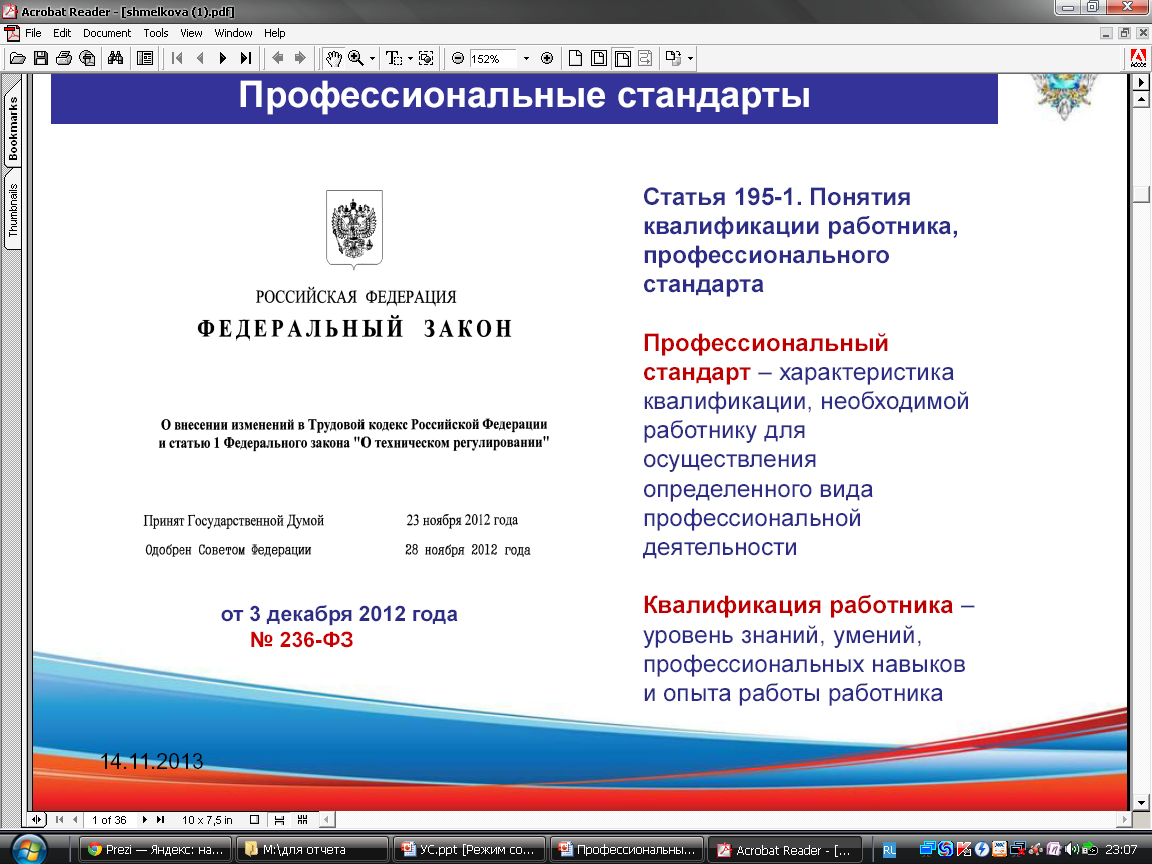 Acrobat Reader - [shmelkova (1).pdf]
File Edit Document Tools View Window Help
152%
Adobe
Bookmarks
Thumbnails
Профессиональные стандарты
РОССИЙСКАЯ ФЕДЕРАЦИЯ
ФЕДЕРАЛЬНЫЙ ЗАКОН
О внесении изменений в Трудовой кодекс Российской Федерации
и статью 1 Федерального закона "О техническом регулировании"
Принят Государственной Думой 23 ноября 2012 года
Одобрен Советом Федерации 28 ноября 2012 года
от 3 декабря 2012 года
№ 236-ФЗ
Статья 195-1. Понятия
квалификации работника,
профессионального
стандарта
Профессиональный
стандарт – характеристика
квалификации, необходимой
работнику для
осуществления
определенного вида
профессиональной
деятельности
Квалификация работника –
уровень знаний, умений,
профессиональных навыков
и опыта работы работника
14.11.2013
1 of 36 10 x 7,5 in
Prezi — Яндекс: на... M:\для отчета УС.ppt [Режим со... Профессиональны... Acrobat Reader - [... RL 23:07